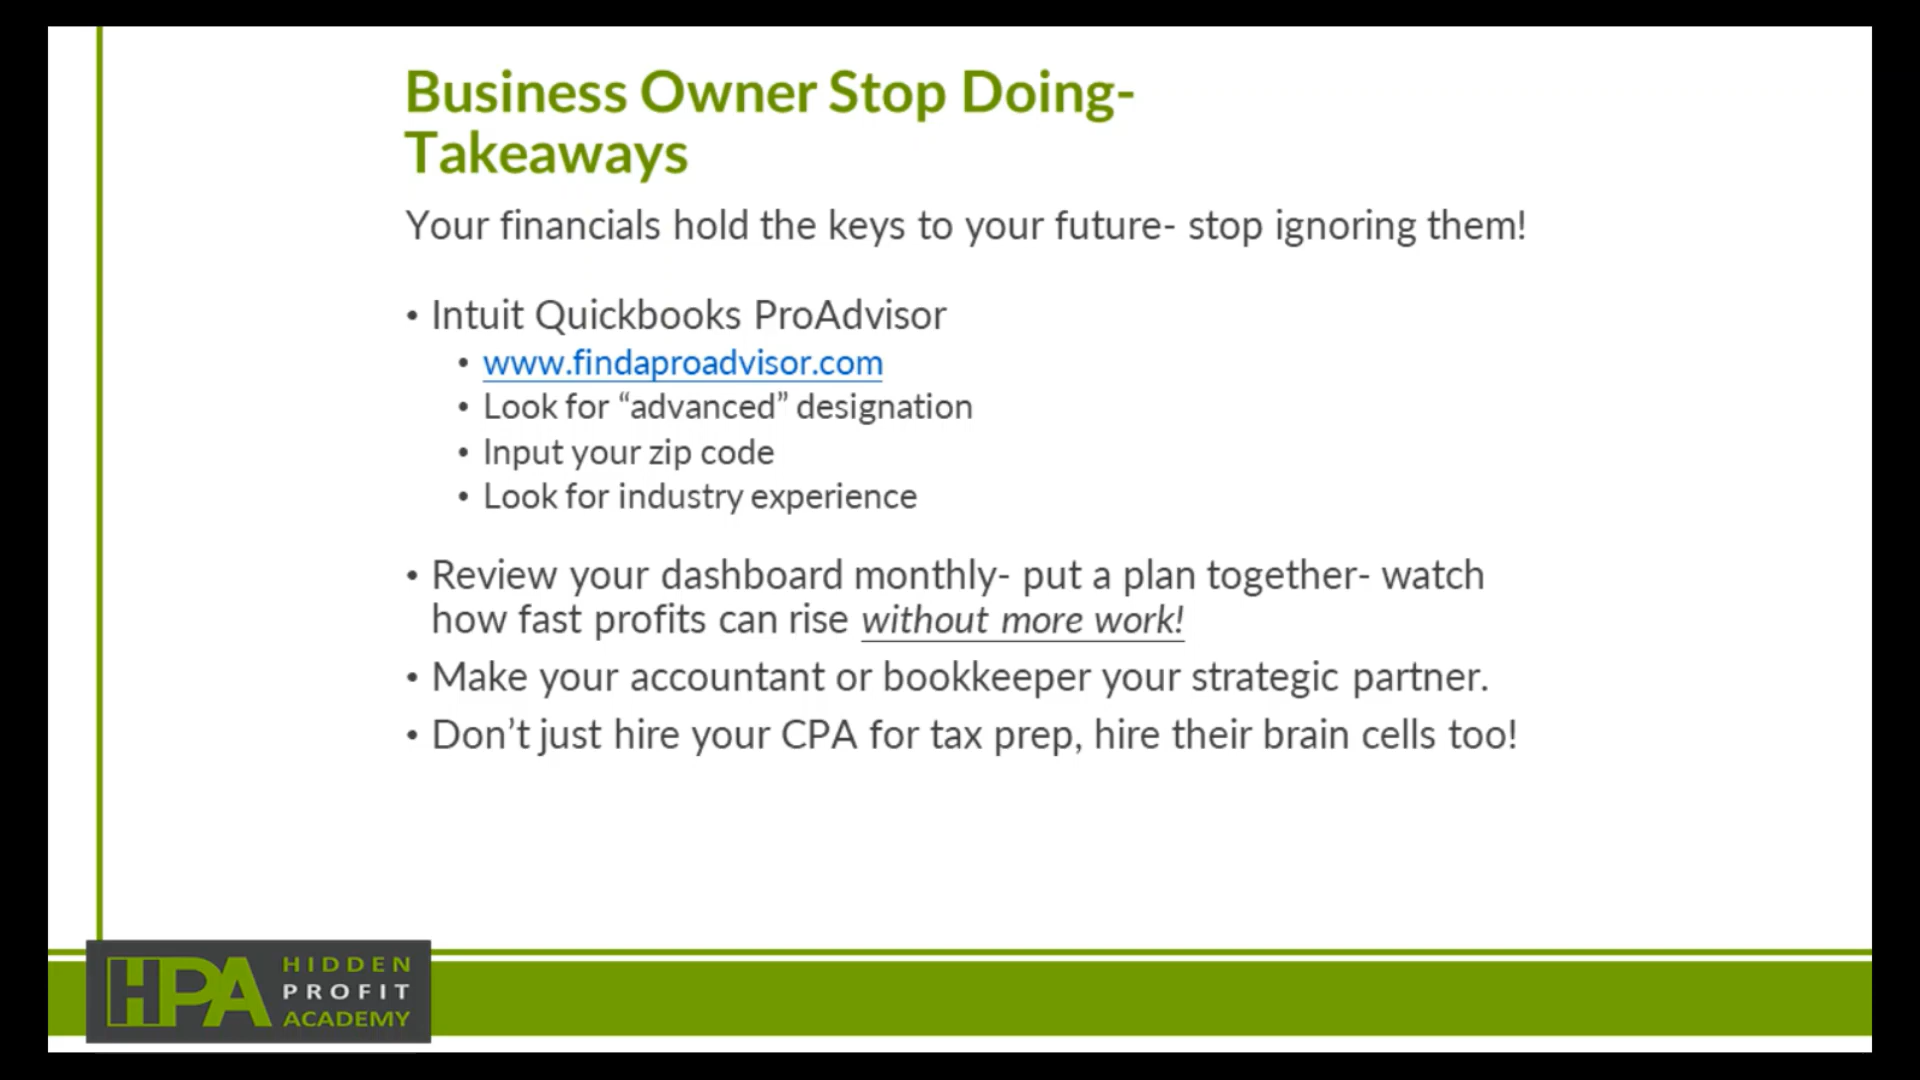 Business Owner Stop Doing-
Takeaways
Your financials hold the keys to your future- stop ignoring them!
• Intuit Quickbooks ProAdvisor
• www.findaproadvisor.com
• Look for “advanced” designation
• Input your zip code
• Look for industry experience
• Review your dashboard monthly- put a plan together- watch
how fast profits can rise without more work!
• Make your accountant or bookkeeper your strategic partner.
• Don’t just hire your CPA for tax prep, hire their brain cells too!
HPA
HIDDEN
PROFIT
ACADEMY